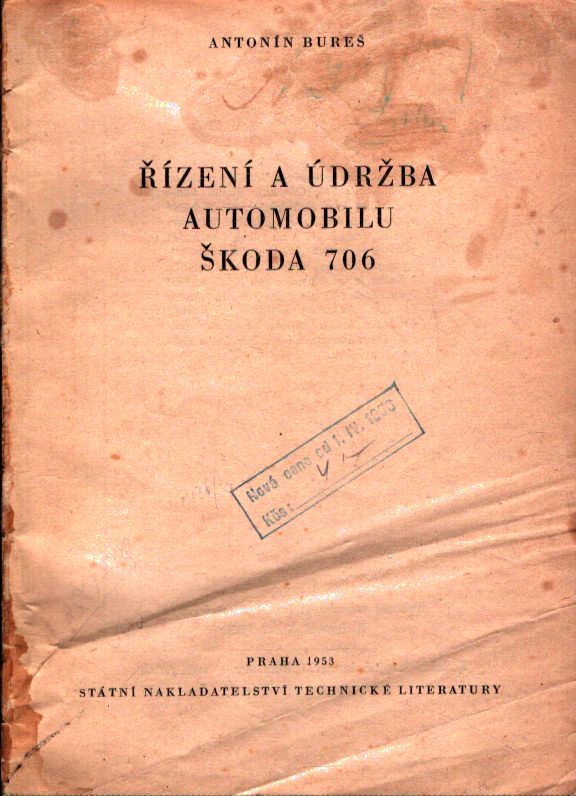 ANTONÍN BUREŠ
ŘÍZENÍ A ÚDRŽBA
AUTOMOBILU
ŠKODA 706
Nová cena od 1. IV. 1953
Kčs:
PRAHA 1953
STÁTNÍ NAKLADATELSTVÍ TECHNICKÉ LITERATURY